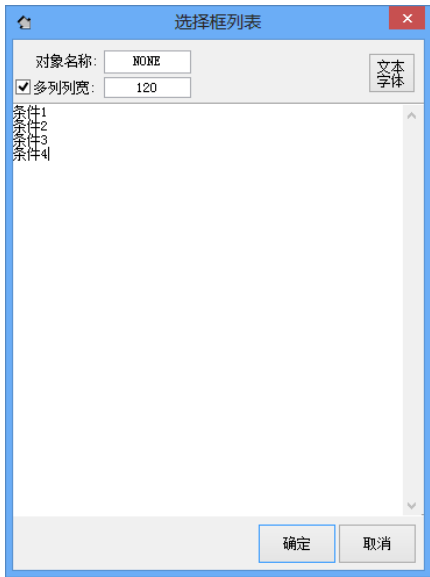 选择框列表
对象名称: NONE
多列列宽: 120
文本
字体
条件1
条件2
条件3
条件4
确定 取消